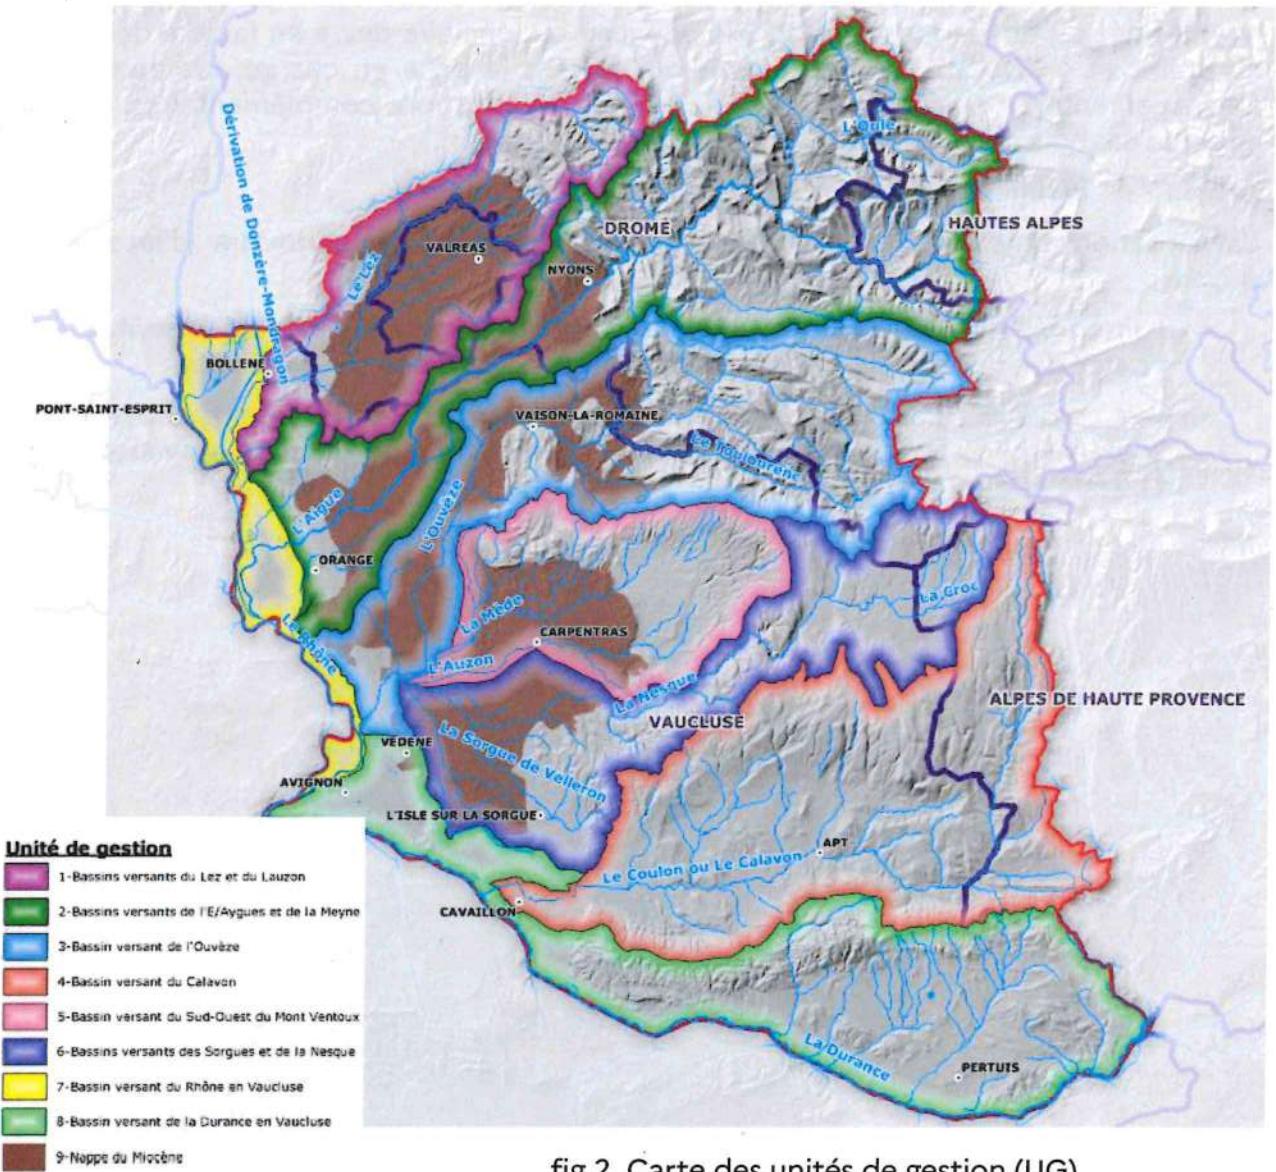 L'Oule
Dérivation de Donzère-Mondragon
DROME
HAUTES ALPES
VALREAS
Le Lez
NYONS
BOLLENE
PONT-SAINT-ESPRIT
VAISON-LA-ROMAINE
Le Toulourenc
L'Aigue
L'Ouvèze
ORANGE
La Croc
La Mède
Le Rhône
CARPENTRAS
L'Auzon
La Nesque
ALPES DE HAUTE PROVENCE
VAUCLUSE
VEDENE
La Sorgue de Velleron
AVIGNON
L'ISLE SUR LA SORGUE
APT
Le Coulon ou Le Calavon
CAVAILLON
La Durance
PERTUIS
Unité de gestion
1-Bassins versants du Lez et du Lauzon
2-Bassins versants de l'E/Aygues et de la Meyne
3-Bassin versant de l'Ouvèze
4-Bassin versant du Calavon
5-Bassin versant du Sud-Ouest du Mont Ventoux
6-Bassins versants des Sorgues et de la Nesque
7-Bassin versant du Rhône en Vaucluse
8-Bassin versant de la Durance en Vaucluse
9-Nappe du Miocène
fig 2. Carte des unités de gestion (UG)